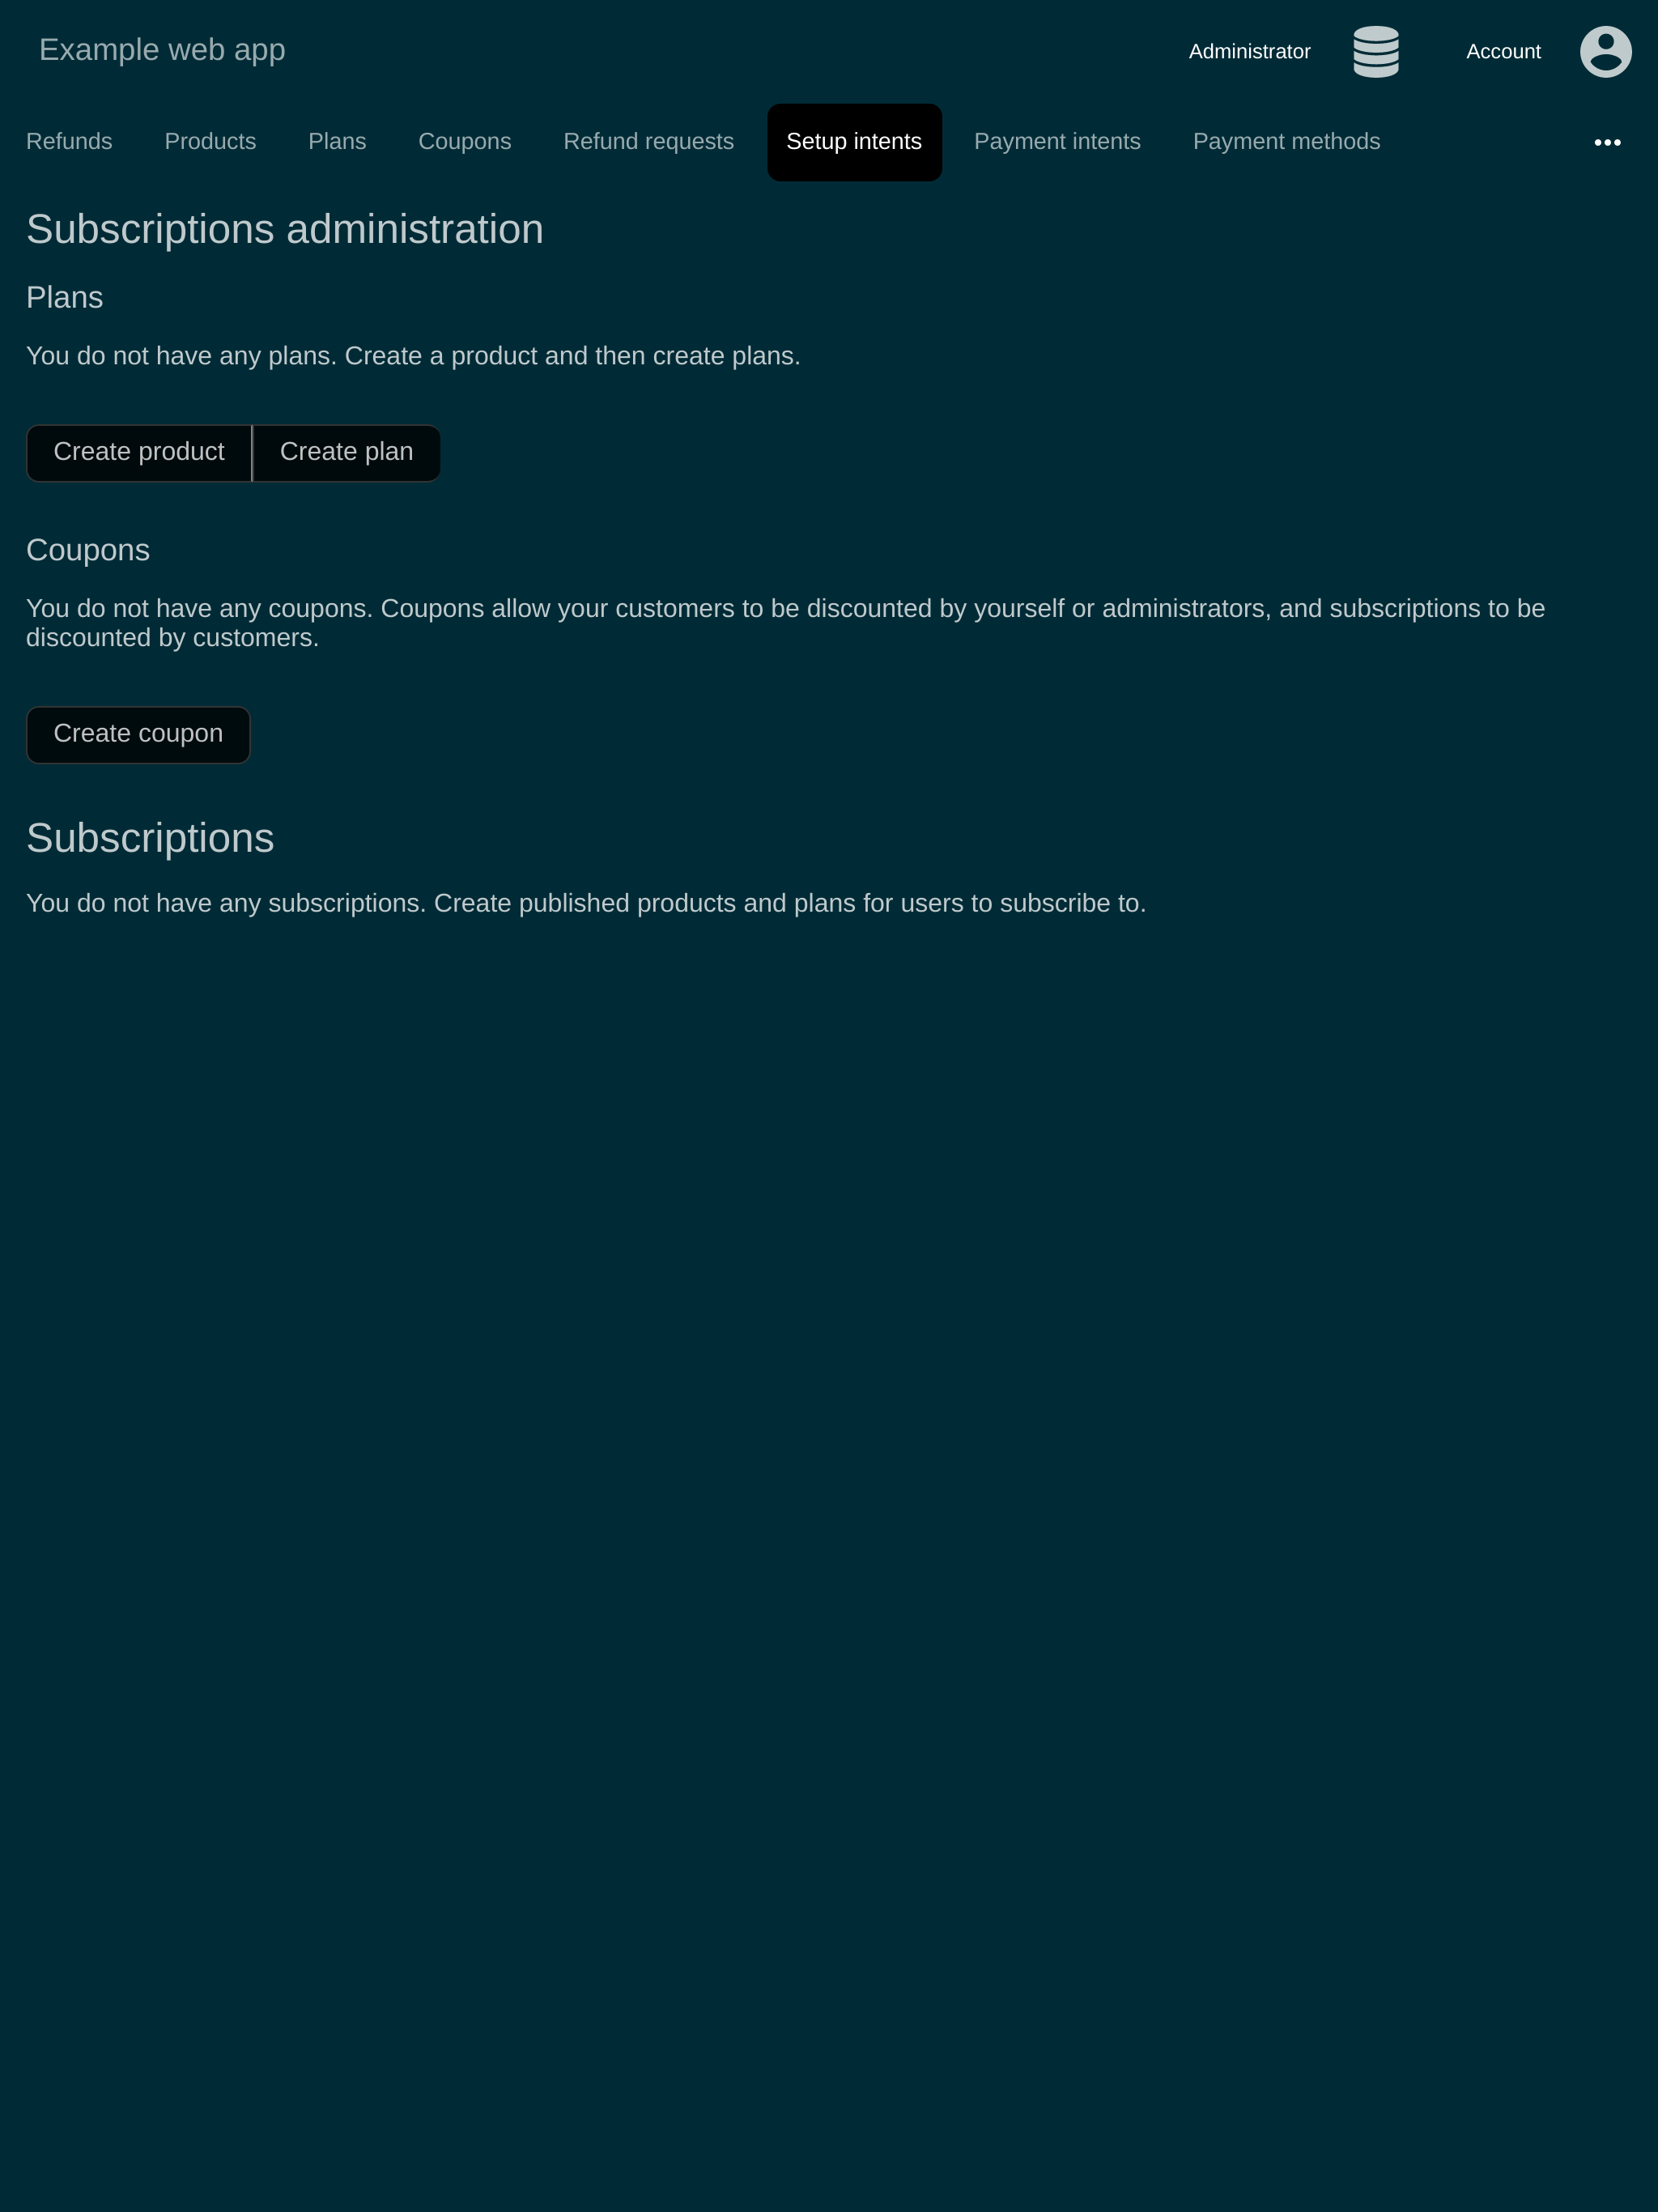 Example web app
Administrator
Account
Refunds
Products
Plans
Coupons
Refund requests
Setup intents
Payment intents
Payment methods
Subscriptions administration
Plans
You do not have any plans. Create a product and then create plans.
Create product
Create plan
Coupons
You do not have any coupons. Coupons allow your customers to be discounted by yourself or administrators, and subscriptions to be
discounted by customers.
Create coupon
Subscriptions
You do not have any subscriptions. Create published products and plans for users to subscribe to.